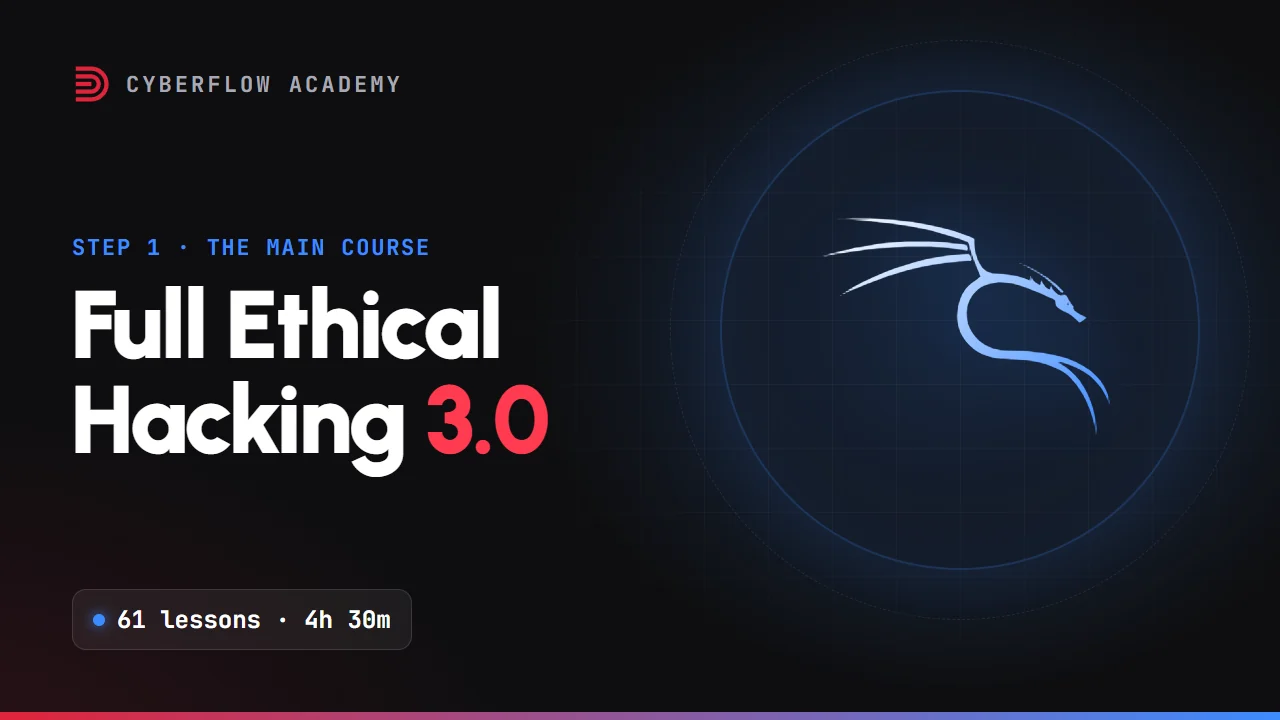 CYBERFLOW ACADEMY
STEP 1 · THE MAIN COURSE
Full Ethical
Hacking 3.0
61 lessons · 4h 30m